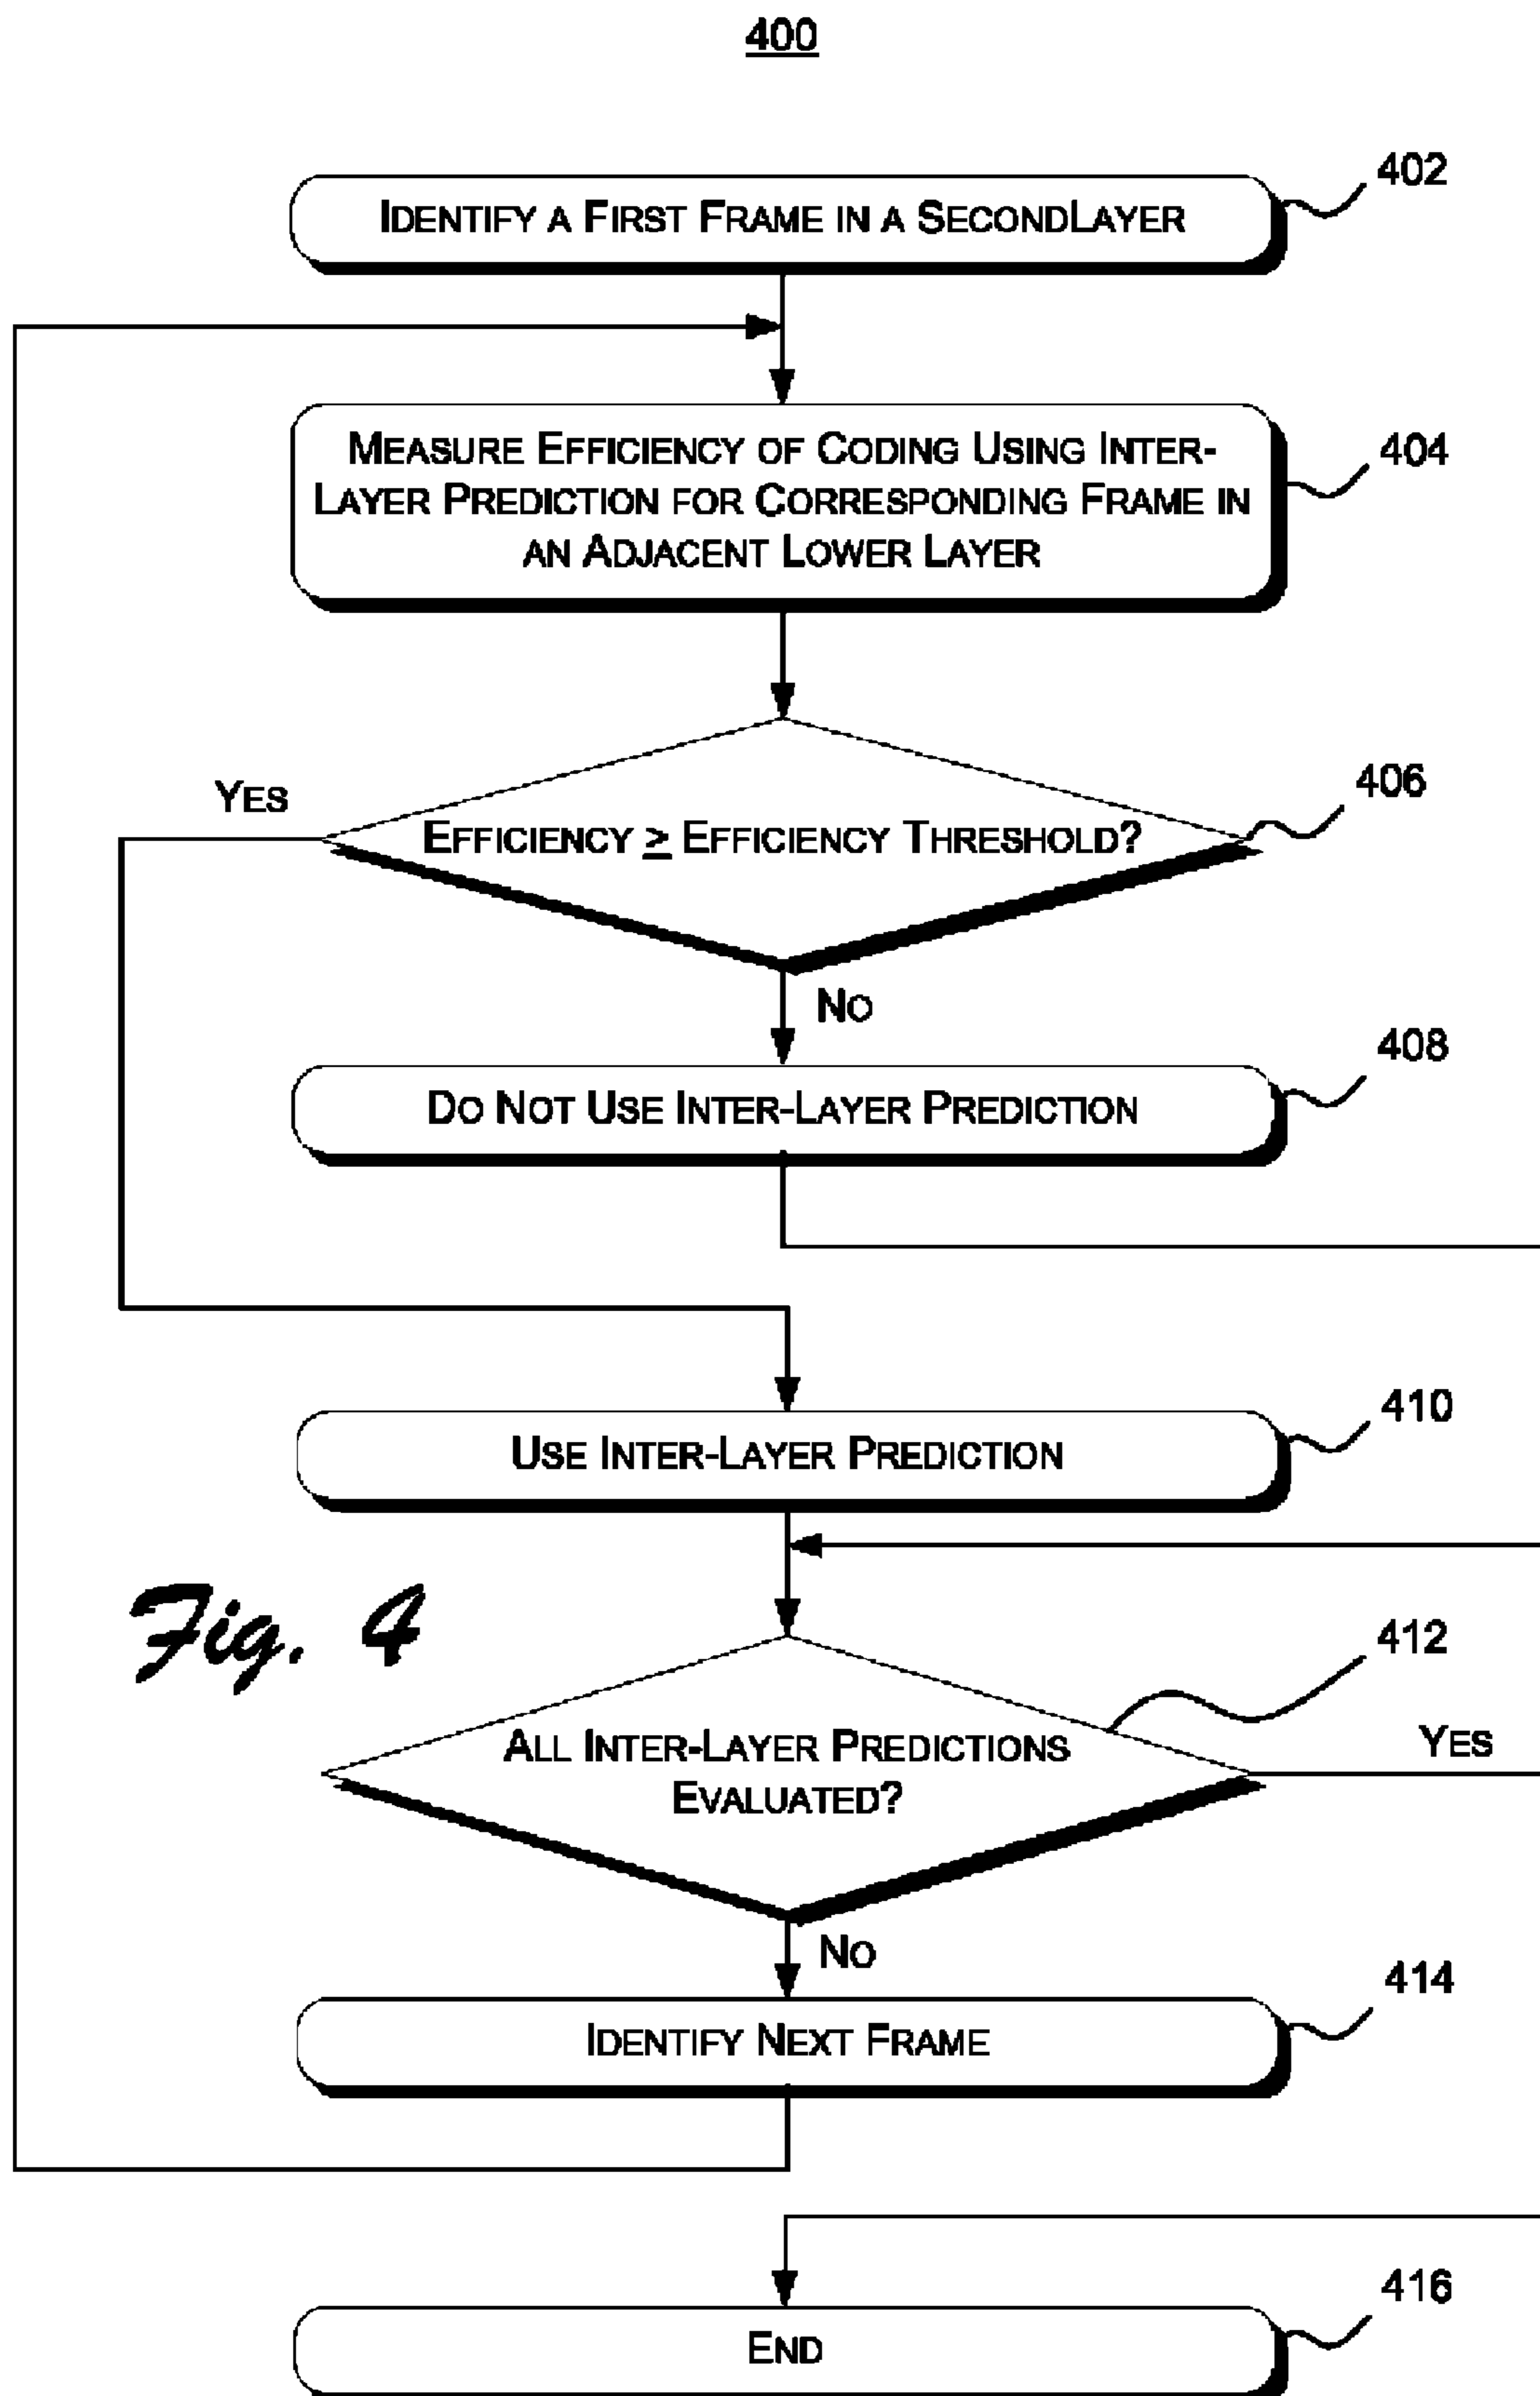 400
402
IDENTIFY A FIRST FRAME IN A SECONDLAYER
404
MEASURE EFFICIENCY OF CODING USING INTER-
LAYER PREDICTION FOR CORRESPONDING FRAME IN
AN ADJACENT LOWER LAYER
406
YES
EFFICIENCY ≥ EFFICIENCY THRESHOLD?
NO
408
DO NOT USE INTER-LAYER PREDICTION
410
USE INTER-LAYER PREDICTION
Fig. 4
412
ALL INTER-LAYER PREDICTIONS
EVALUATED?
YES
NO
414
IDENTIFY NEXT FRAME
416
END